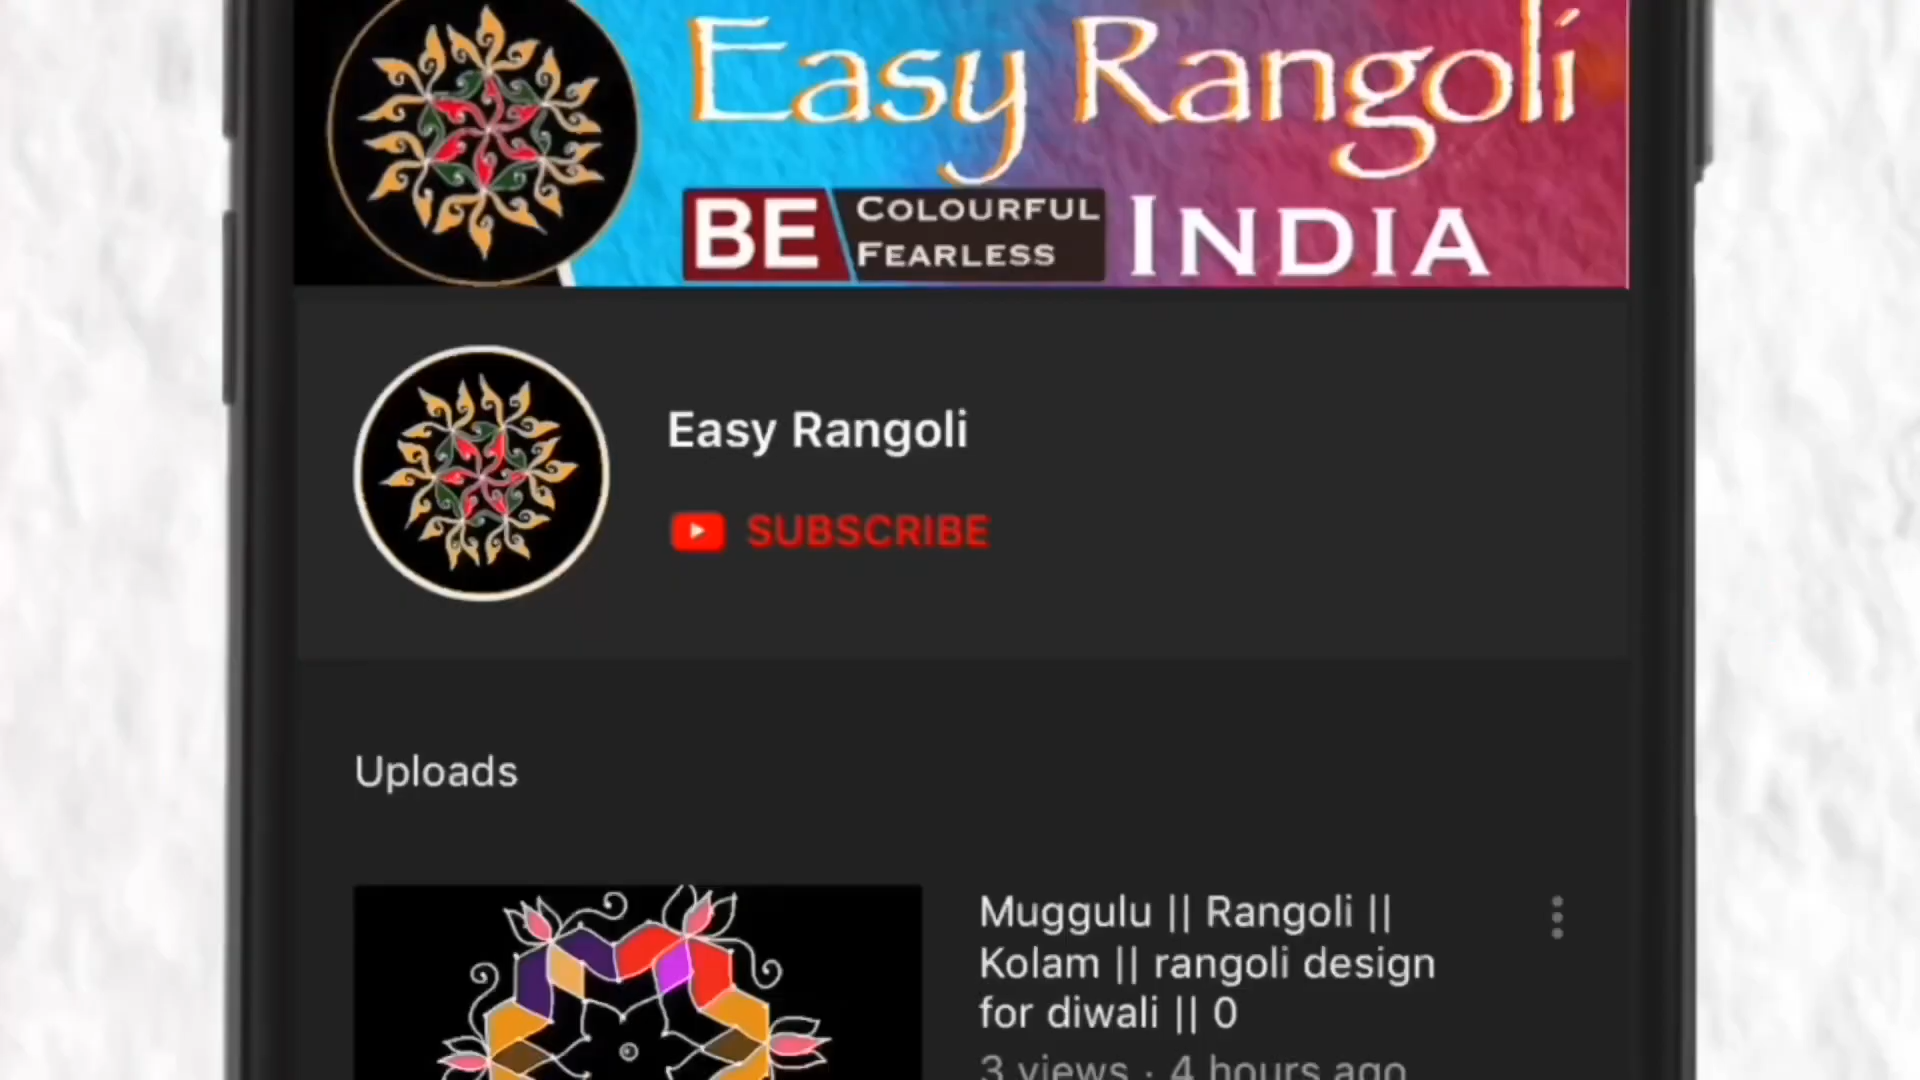 Easy Rangoli
BE COLOURFUL FEARLESS INDIA
Easy Rangoli
SUBSCRIBE
Uploads
Muggulu || Rangoli ||
Kolam || rangoli design
for diwali || 0
3 views · 4 hours ago